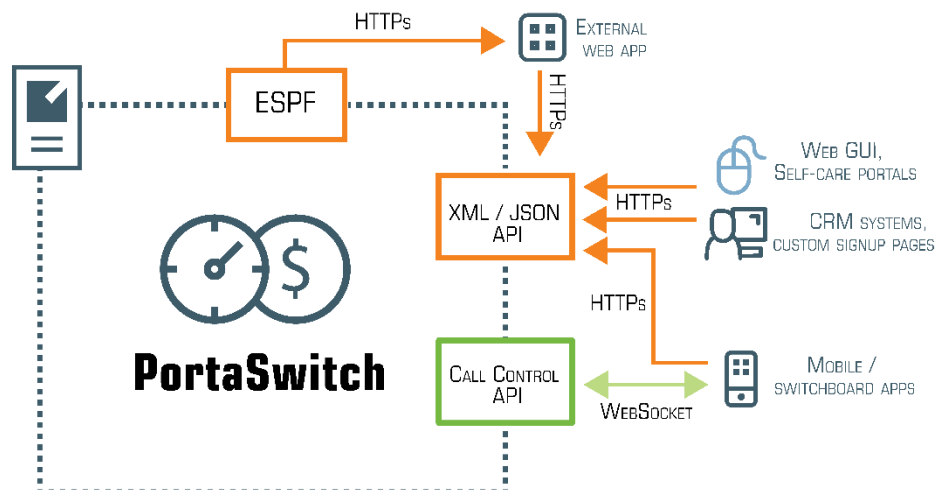 HTTPs
External
web app
ESPF
HTTPs
Web GUI,
Self-care portals
XML / JSON
API
HTTPs
CRM systems,
custom signup pages
$
HTTPs
PortaSwitch
Call Control
API
Mobile /
switchboard apps
WebSocket